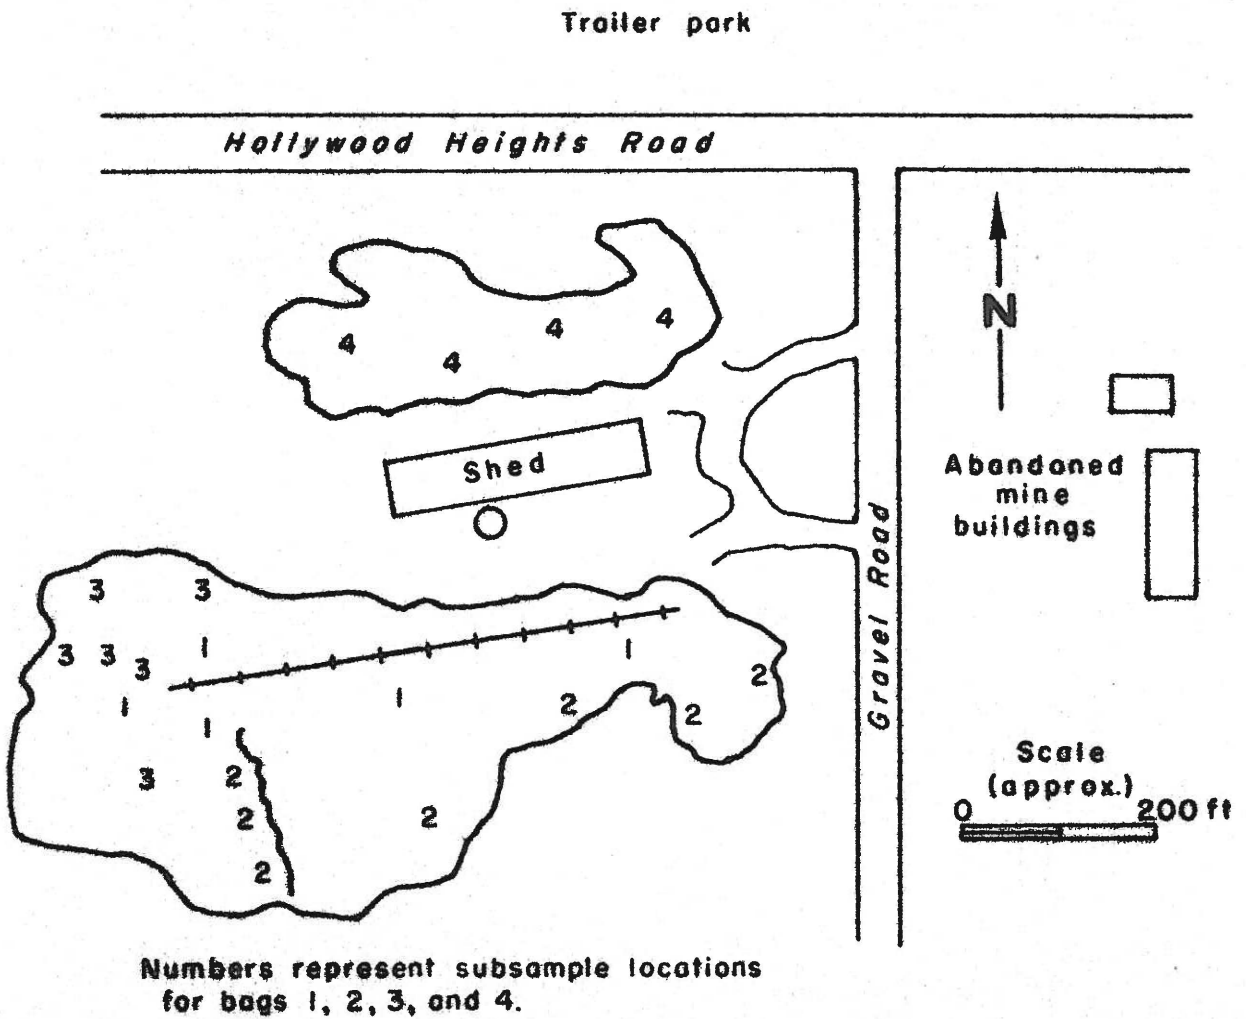 Trailer park
Hollywood Heights Road
N
4
4
4
4
Shed
Abandoned
mine
buildings
Gravel Road
3
3
3
3
3
1
1
1
1
1
2
2
2
3
2
2
2
2
Scale
(approx.)
0 200 ft
Numbers represent subsample locations
for bags 1, 2, 3, and 4.